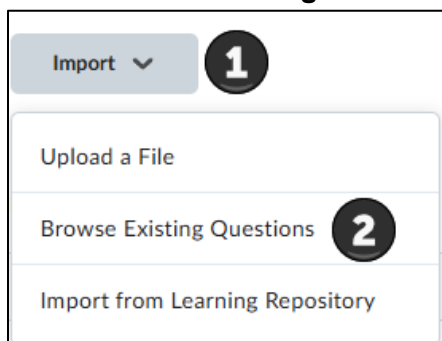 Import 1
Upload a File
Browse Existing Questions 2
Import from Learning Repository